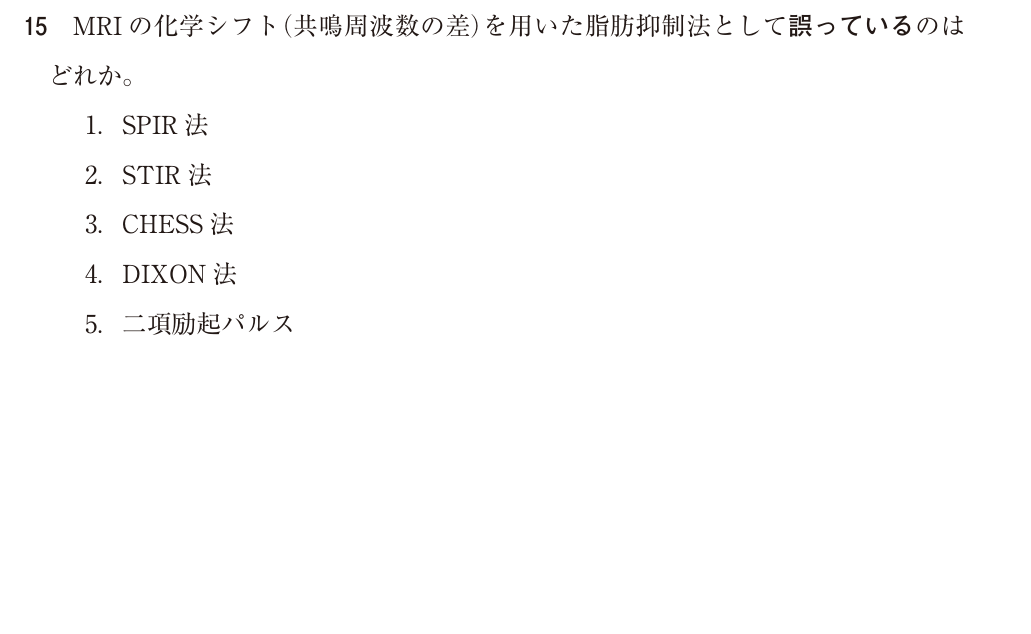 15 MRIの化学シフト(共鳴周波数の差)を用いた脂肪抑制法として誤っているのは
どれか。
1. SPIR法
2. STIR法
3. CHESS法
4. DIXON法
5. 二項励起パルス